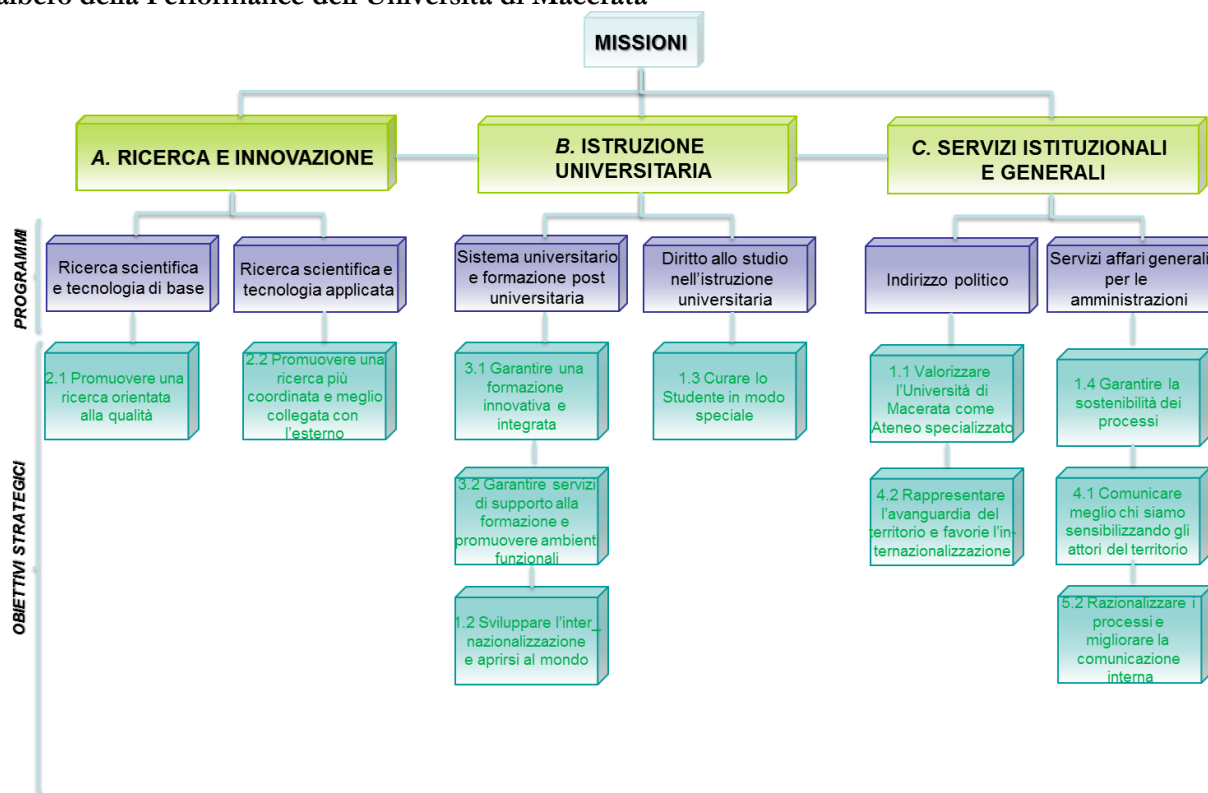 albero della Performance dell'Università di Macerata
MISSIONI
A. RICERCA E INNOVAZIONE
B. ISTRUZIONE
UNIVERSITARIA
C. SERVIZI ISTITUZIONALI
E GENERALI
PROGRAMMI
Ricerca scientifica
e tecnologia di base
Ricerca scientifica e
tecnologia applicata
Sistema universitario
e formazione post
universitaria
Diritto allo studio
nell'istruzione
universitaria
Indirizzo politico
Servizi affari generali
per le
amministrazioni
OBIETTIVI STRATEGICI
2.1 Promuovere una
ricerca orientata
alla qualità
2.2 Promuovere una
ricerca più
coordinata e meglio
collegata con
l'esterno
3.1 Garantire una
formazione
innovativa e
integrata
1.3 Curare lo
Studente in modo
speciale
1.1 Valorizzare
l'Università di
Macerata come
Ateneo specializzato
1.4 Garantire la
sostenibilità dei
processi
3.2 Garantire servizi
di supporto alla
formazione e
promuovere ambienti
funzionali
4.2 Rappresentare
l'avanguardia del
territorio e favorie l'in-
ternazionalizzazione
4.1 Comunicare
meglio chi siamo
sensibilizzando gli
attori del territorio
1.2 Sviluppare l'inter_
nazionalizzazione
e aprirsi al mondo
5.2 Razionalizzare i
processi e
migliorare la
comunicazione
interna